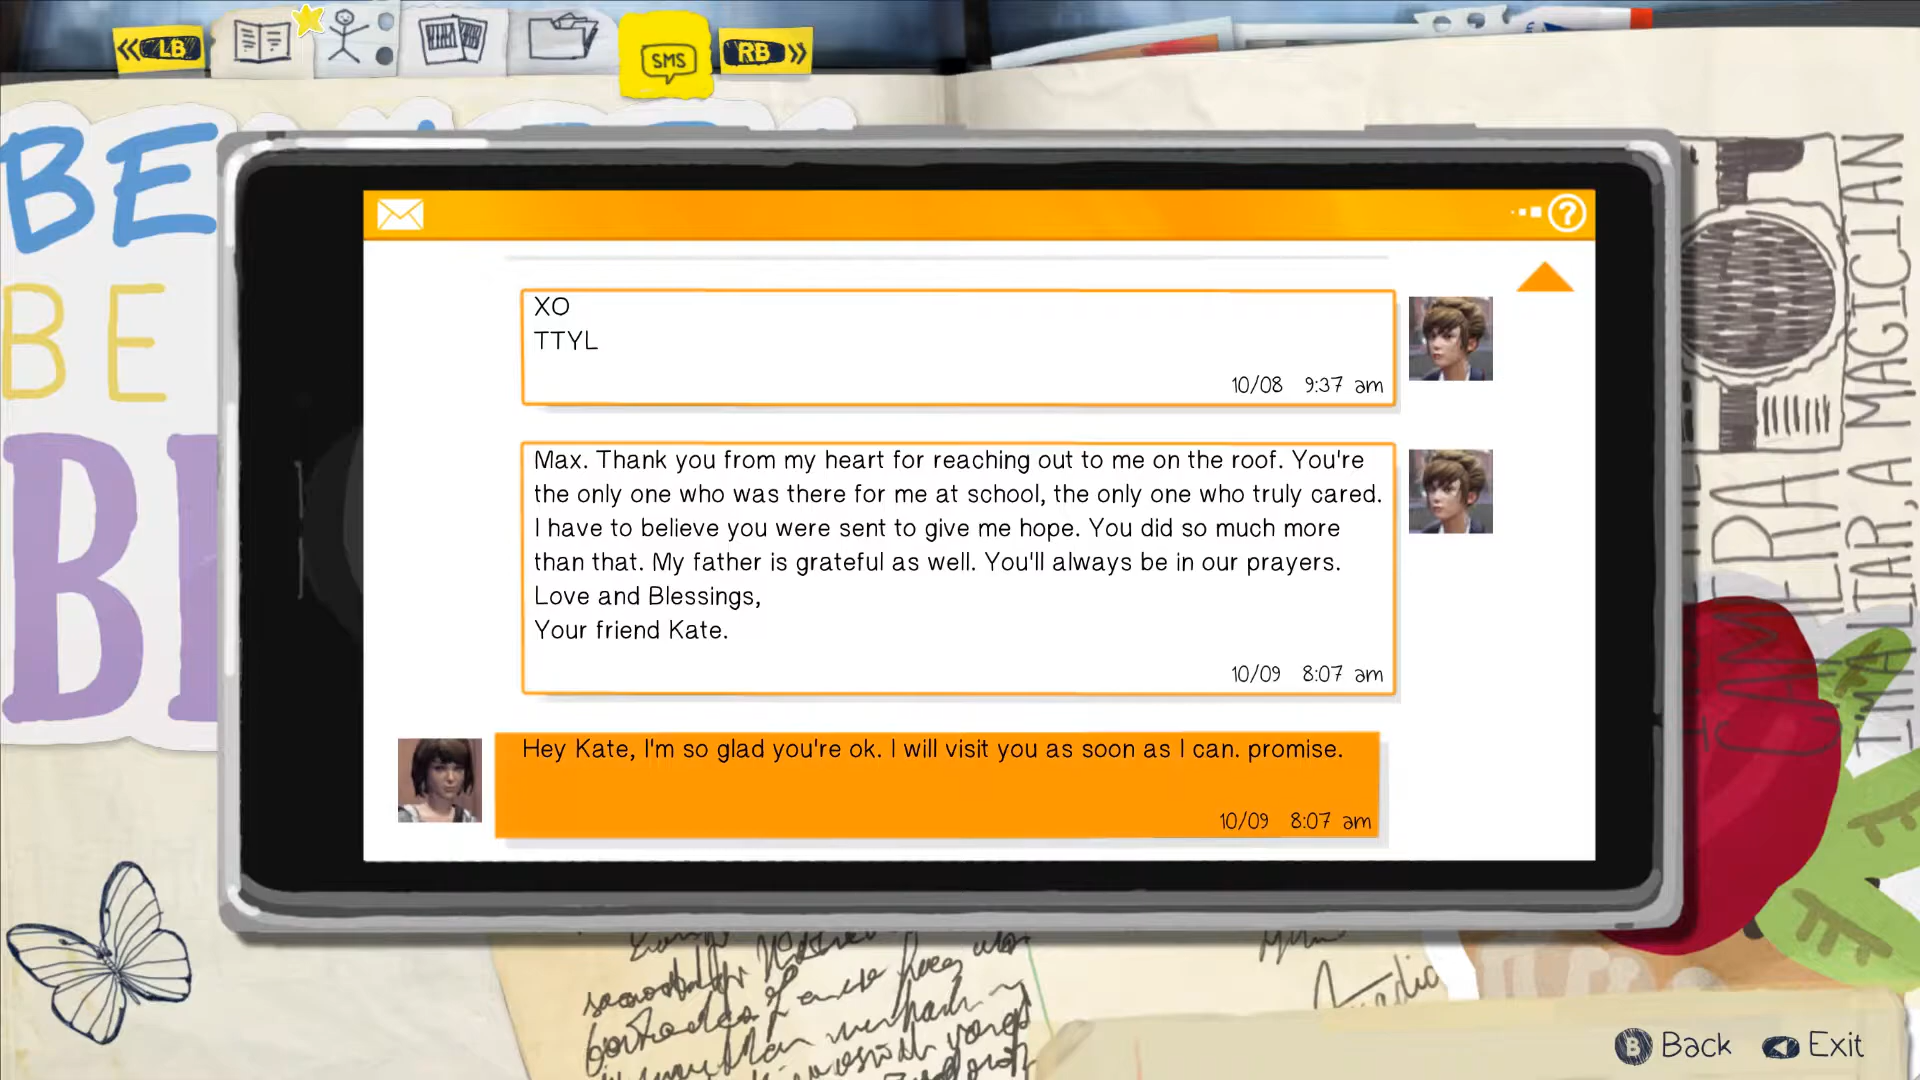 LB
SMS
RB
BE
BE
XO
TTYL
10/08 9:37 am
Max. Thank you from my heart for reaching out to me on the roof. You're
the only one who was there for me at school, the only one who truly cared.
I have to believe you were sent to give me hope. You did so much more
than that. My father is grateful as well. You'll always be in our prayers.
Love and Blessings,
Your friend Kate.
10/09 8:07 am
Hey Kate, I'm so glad you're ok. I will visit you as soon as I can. promise.
10/09 8:07 am
CAMERA
LIAR, A MAGICIAN
B Back
Exit